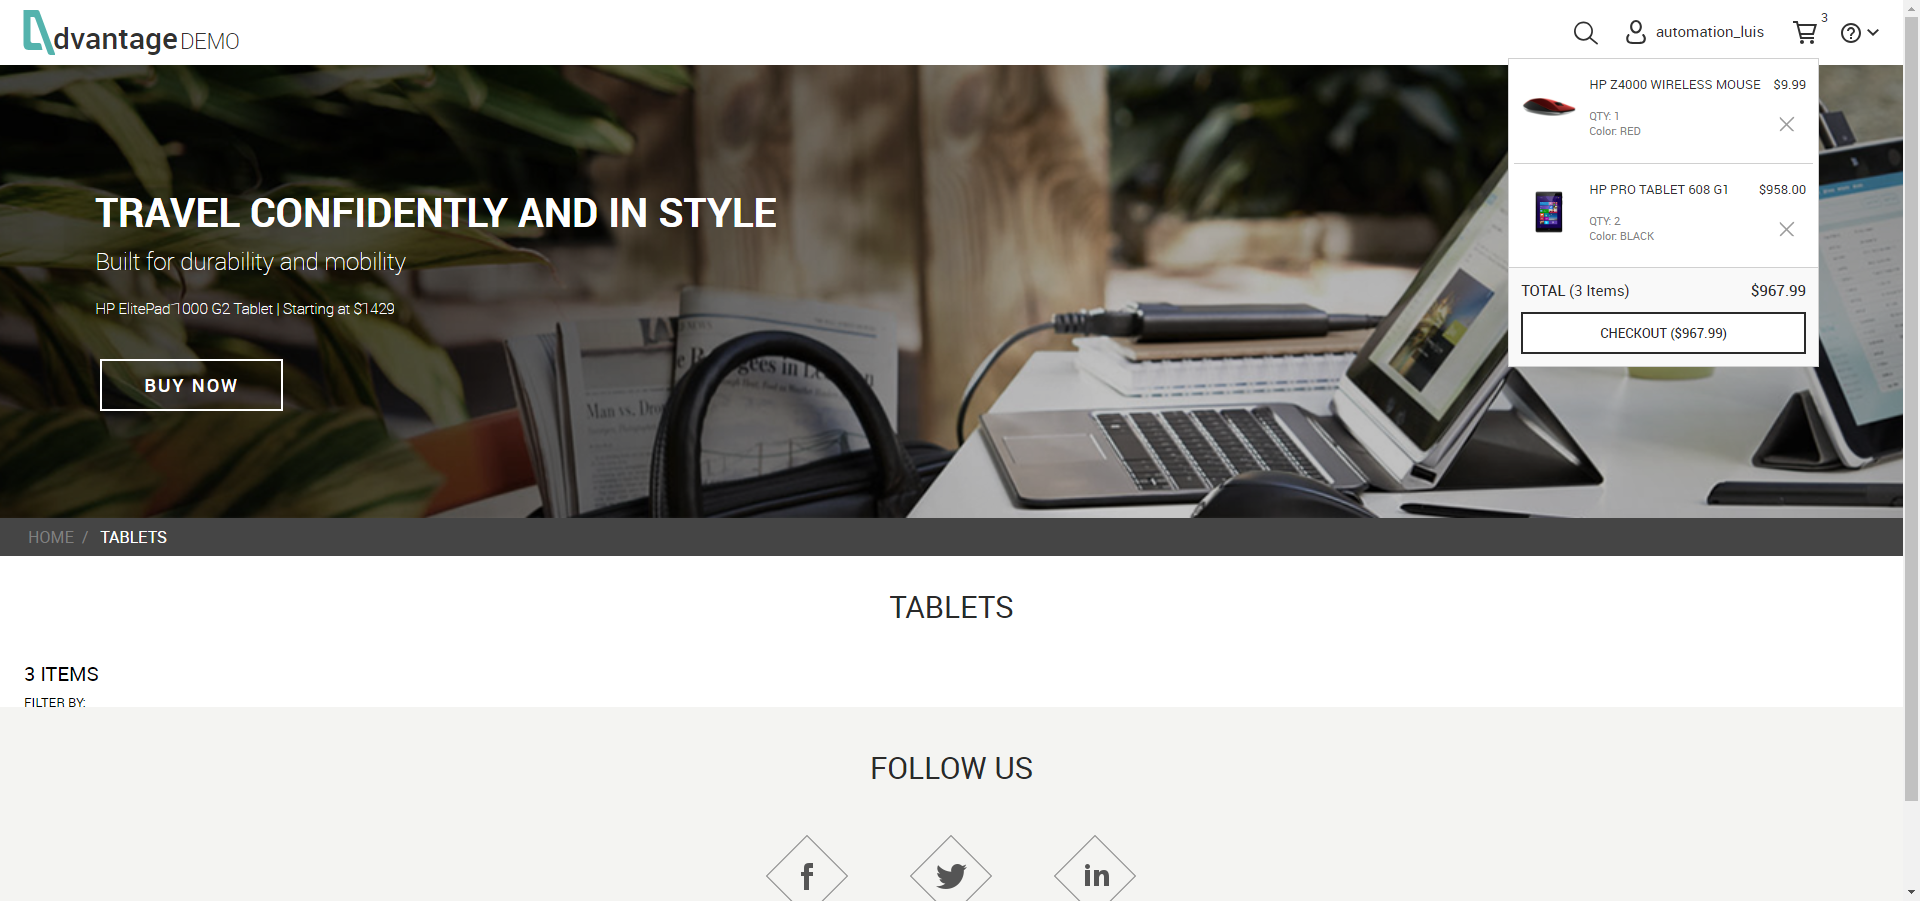 dvantage DEMO
automation_luis
3
HP Z4000 WIRELESS MOUSE $9.99
QTY: 1
Color: RED
HP PRO TABLET 608 G1 $958.00
QTY: 2
Color: BLACK
TOTAL (3 Items) $967.99
CHECKOUT ($967.99)
TRAVEL CONFIDENTLY AND IN STYLE
Built for durability and mobility
HP ElitePad 1000 G2 Tablet | Starting at $1429
BUY NOW
Man vs.
HOME / TABLETS
TABLETS
3 ITEMS
FILTER BY:
FOLLOW US
f
in